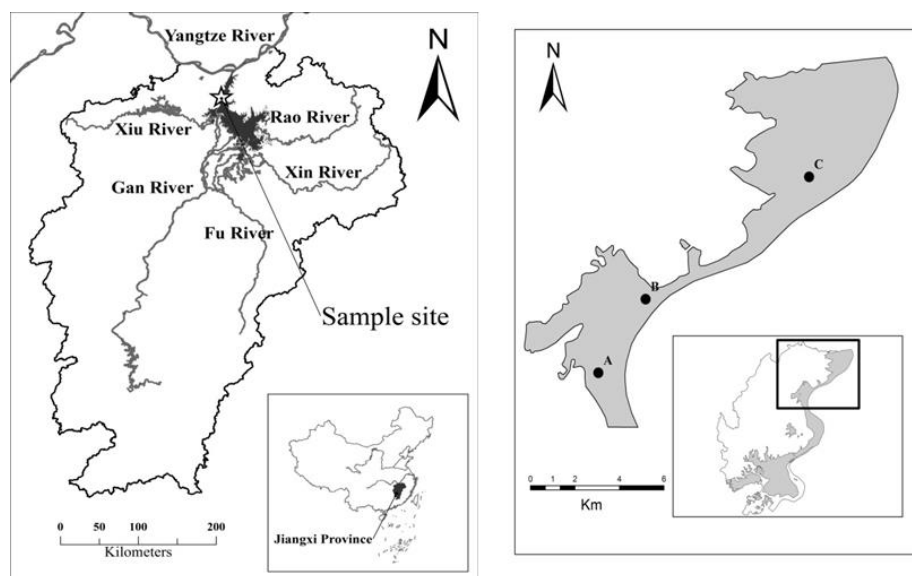 Yangtze River
N
Xiu River
Rao River
Xin River
Gan River
Fu River
Sample site
0 50 100 200
Kilometers
Jiangxi Province
N
C
B
A
0 1 2 4 6
Km